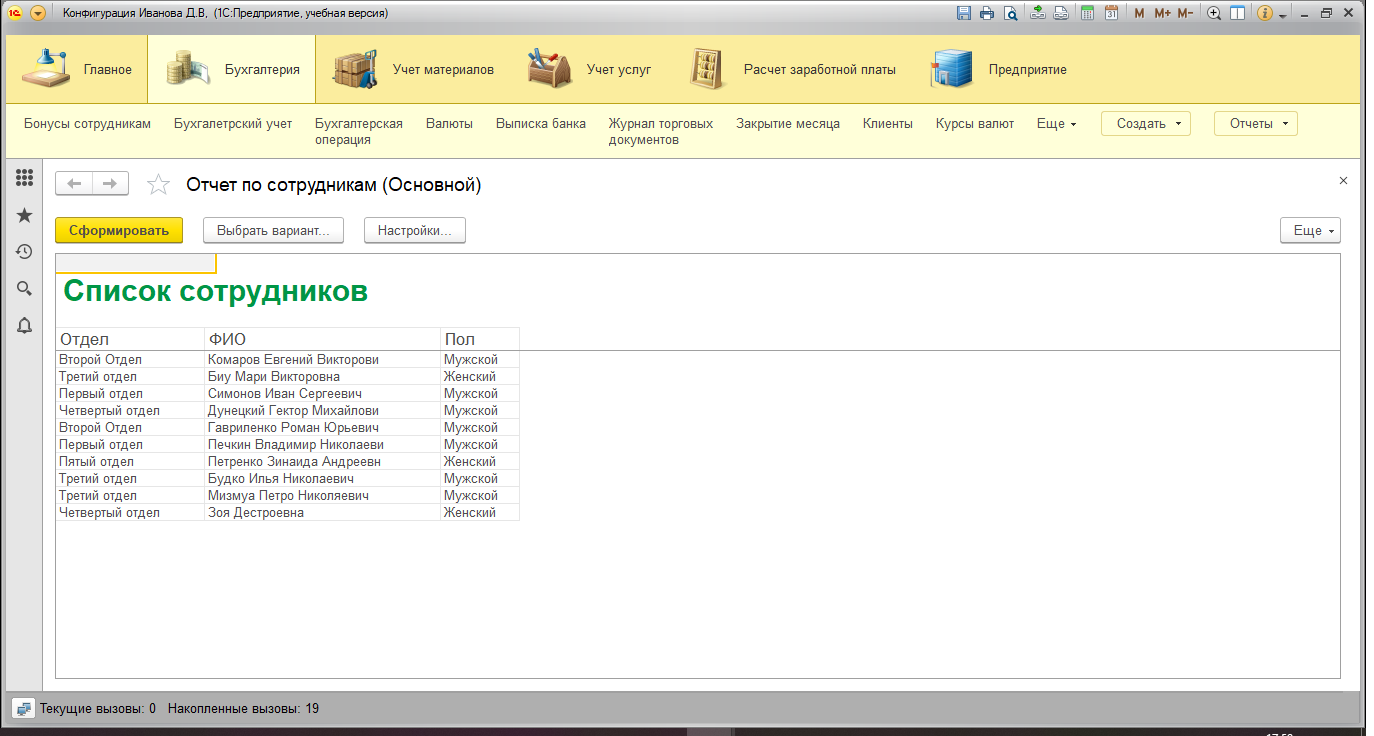 Конфигурация Иванова Д.В, (1С:Предприятие, учебная версия)
M M+ M-
Главное Бухгалтерия Учет материалов Учет услуг Расчет заработной платы Предприятие
Бонусы сотрудникам Бухгалетрский учет Бухгалтерская операция Валюты Выписка банка Журнал торговых документов Закрытие месяца Клиенты Курсы валют Еще Создать Отчеты
Отчет по сотрудникам (Основной)
Сформировать Выбрать вариант... Настройки... Еще
Список сотрудников
Отдел ФИО Пол
Второй Отдел Комаров Евгений Викторови Мужской
Третий отдел Биу Мари Викторовна Женский
Первый отдел Симонов Иван Сергеевич Мужской
Четвертый отдел Дунецкий Гектор Михайлови Мужской
Второй Отдел Гавриленко Роман Юрьевич Мужской
Первый отдел Печкин Владимир Николаеви Мужской
Пятый отдел Петренко Зинаида Андреевн Женский
Третий отдел Будко Илья Николаевич Мужской
Третий отдел Мизмуа Петро Николяевич Мужской
Четвертый отдел Зоя Дестроевна Женский
Текущие вызовы: 0 Накопленные вызовы: 19